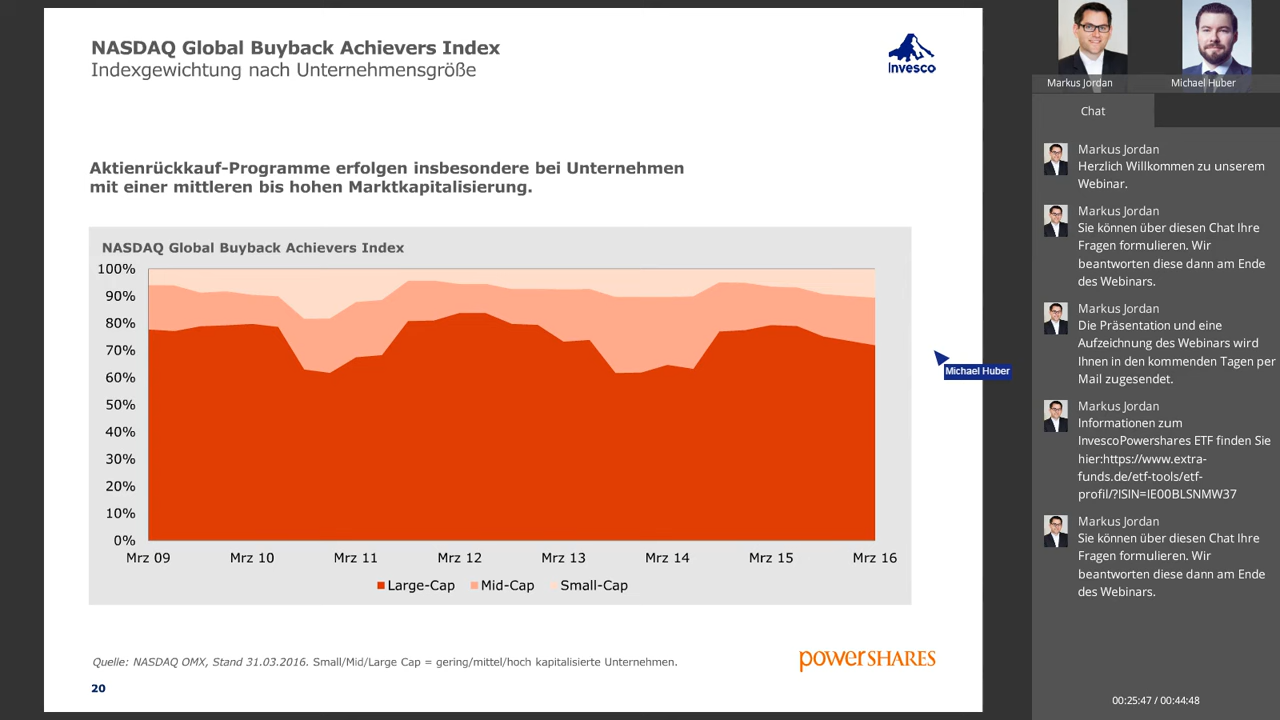 NASDAQ Global Buyback Achievers Index
Indexgewichtung nach Unternehmensgröße
Invesco
Aktienrückkauf-Programme erfolgen insbesondere bei Unternehmen
mit einer mittleren bis hohen Marktkapitalisierung.
NASDAQ Global Buyback Achievers Index
100%
90%
80%
70%
60%
50%
40%
30%
20%
10%
0%
Mrz 09 Mrz 10 Mrz 11 Mrz 12 Mrz 13 Mrz 14 Mrz 15 Mrz 16
Large-Cap Mid-Cap Small-Cap
Michael Huber
Quelle: NASDAQ OMX, Stand 31.03.2016. Small/Mid/Large Cap = gering/mittel/hoch kapitalisierte Unternehmen.
powerSHARES
20
Markus Jordan Michael Huber
Chat
Markus Jordan
Herzlich Willkommen zu unserem
Webinar.
Markus Jordan
Sie können über diesen Chat Ihre
Fragen formulieren. Wir
beantworten diese dann am Ende
des Webinars.
Markus Jordan
Die Präsentation und eine
Aufzeichnung des Webinars wird
Ihnen in den kommenden Tagen per
Mail zugesendet.
Markus Jordan
Informationen zum
InvescoPowershares ETF finden Sie
hier:https://www.extra-
funds.de/etf-tools/etf-
profil/?ISIN=IE00BLSNMW37
Markus Jordan
Sie können über diesen Chat Ihre
Fragen formulieren. Wir
beantworten diese dann am Ende
des Webinars.
00:25:47 / 00:44:48